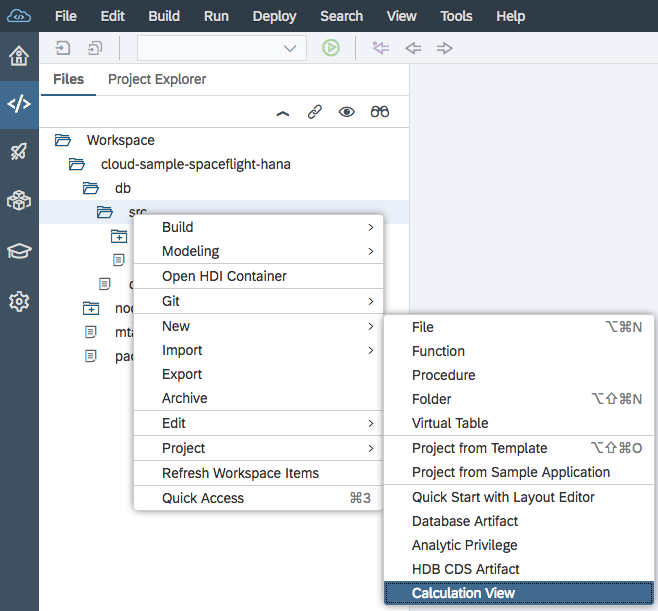 File Edit Build Run Deploy Search View Tools Help
Files Project Explorer
Workspace
cloud-sample-spaceflight-hana
db
src
Build
Modeling
Open HDI Container
Git
New
Import
Export
Archive
Edit
Project
Refresh Workspace Items
Quick Access ⌘3
File ⌥⌘N
Function
Procedure
Folder ⌥⇧⌘N
Virtual Table
Project from Template ⌥⇧⌘O
Project from Sample Application
Quick Start with Layout Editor
Database Artifact
Analytic Privilege
HDB CDS Artifact
Calculation View